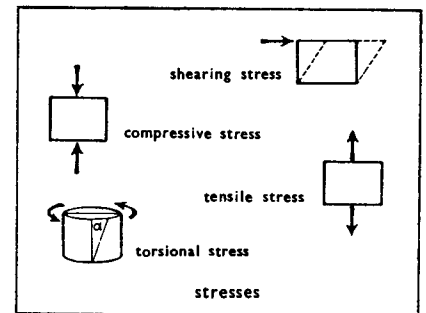 shearing stress
compressive stress
tensile stress
α
torsional stress
stresses